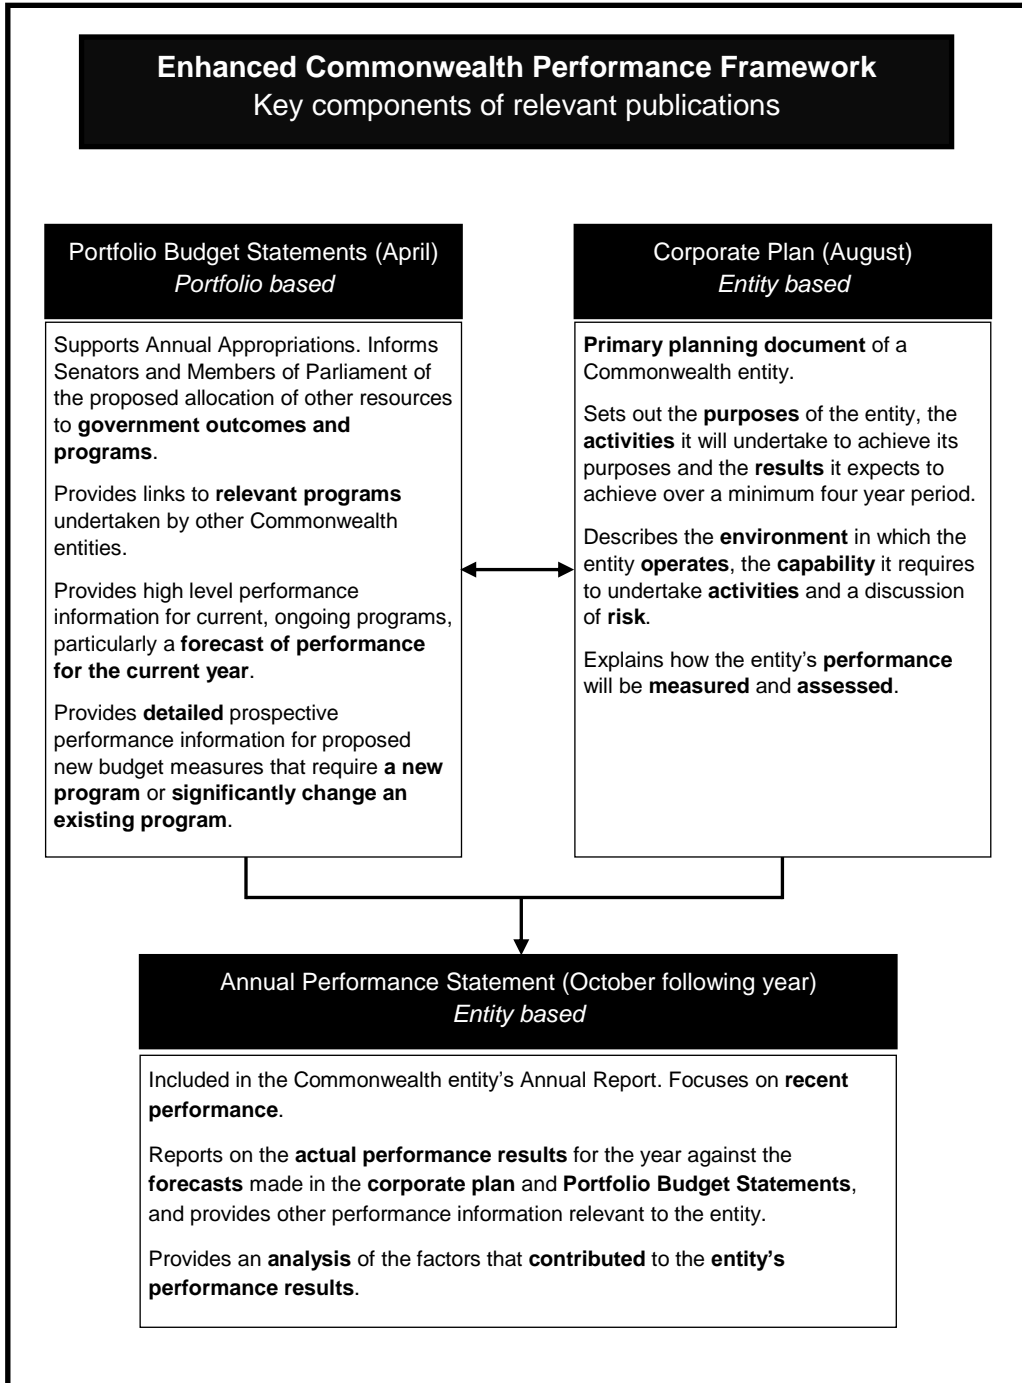 Enhanced Commonwealth Performance Framework
Key components of relevant publications
Portfolio Budget Statements (April)
Portfolio based
Supports Annual Appropriations. Informs
Senators and Members of Parliament of
the proposed allocation of other resources
to government outcomes and
programs.
Provides links to relevant programs
undertaken by other Commonwealth
entities.
Provides high level performance
information for current, ongoing programs,
particularly a forecast of performance
for the current year.
Provides detailed prospective
performance information for proposed
new budget measures that require a new
program or significantly change an
existing program.
Corporate Plan (August)
Entity based
Primary planning document of a
Commonwealth entity.
Sets out the purposes of the entity, the
activities it will undertake to achieve its
purposes and the results it expects to
achieve over a minimum four year period.
Describes the environment in which the
entity operates, the capability it requires
to undertake activities and a discussion
of risk.
Explains how the entity’s performance
will be measured and assessed.
Annual Performance Statement (October following year)
Entity based
Included in the Commonwealth entity’s Annual Report. Focuses on recent
performance.
Reports on the actual performance results for the year against the
forecasts made in the corporate plan and Portfolio Budget Statements,
and provides other performance information relevant to the entity.
Provides an analysis of the factors that contributed to the entity’s
performance results.